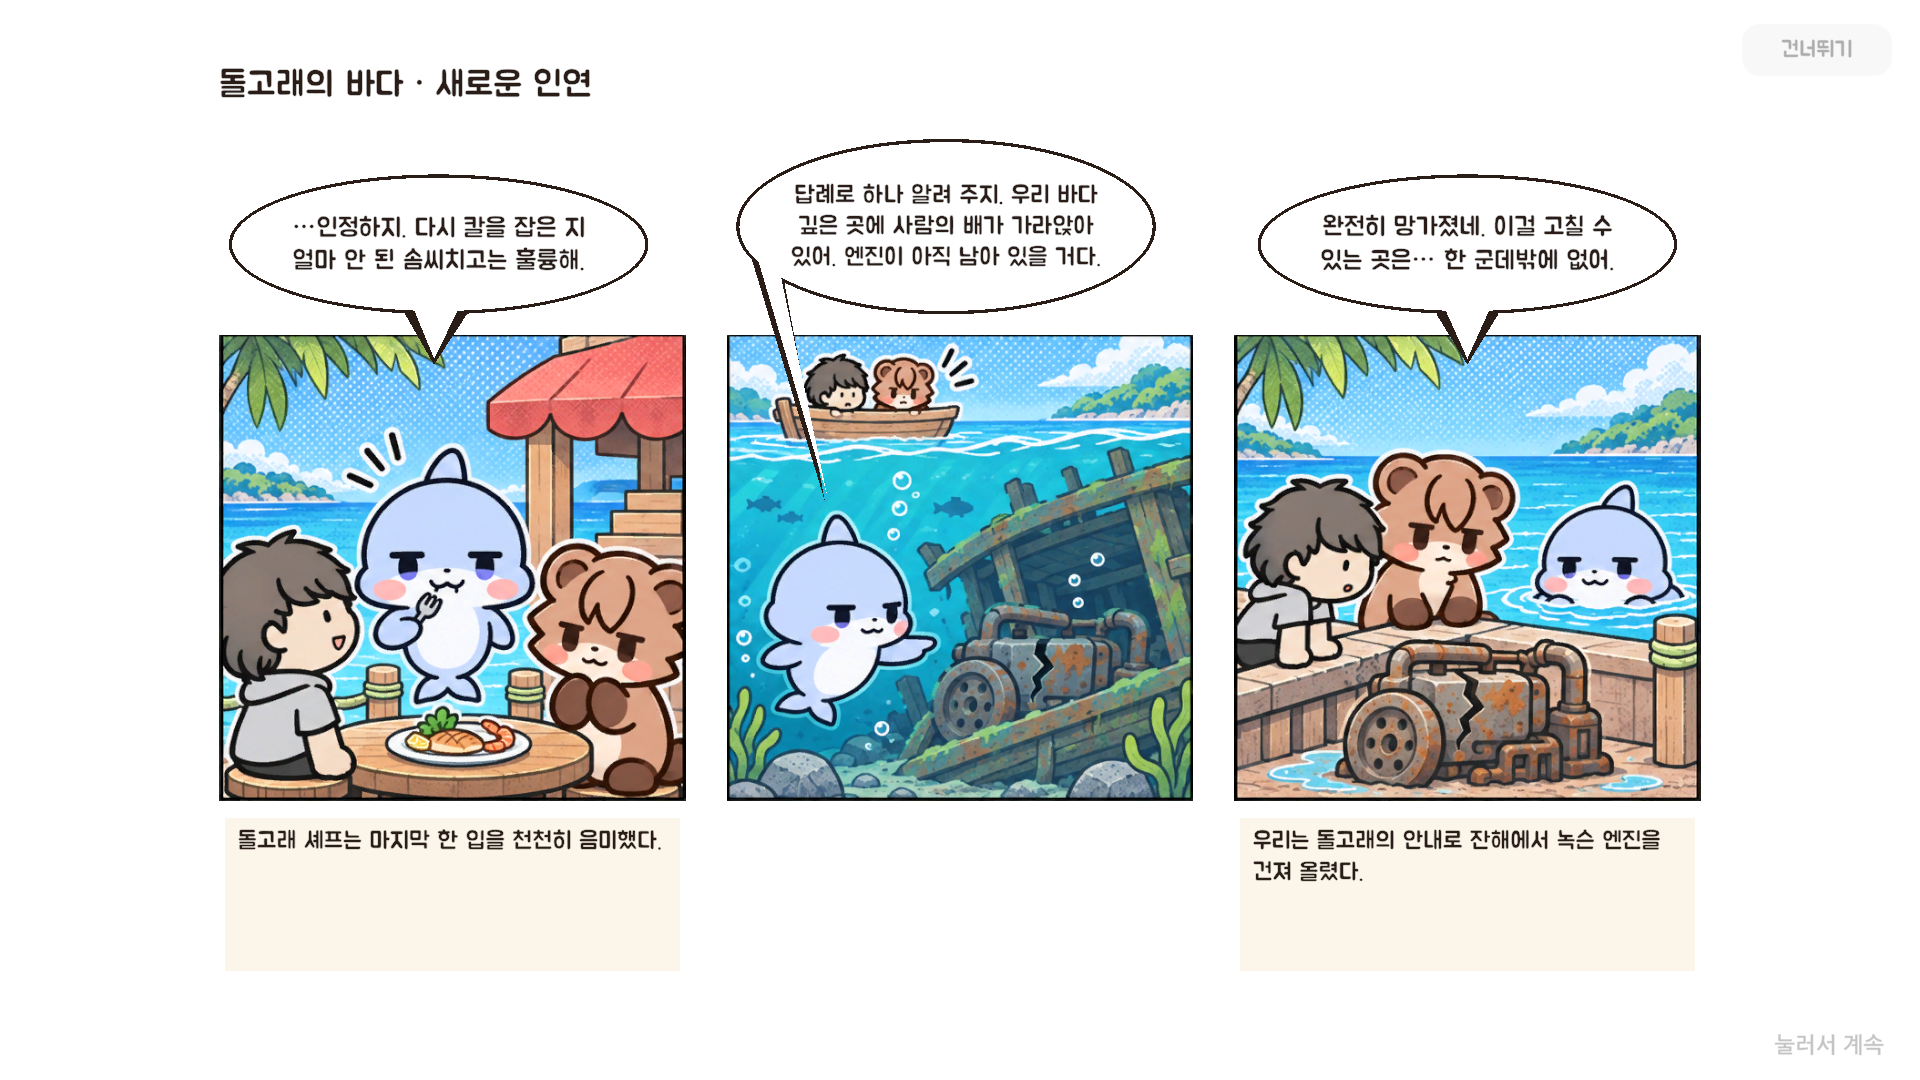 건너뛰기
돌고래의 바다 · 새로운 인연
…인정하지. 다시 칼을 잡은 지
얼마 안 된 솜씨치고는 훌륭해.
답례로 하나 알려 주지. 우리 바다
깊은 곳에 사람의 배가 가라앉아
있어. 엔진이 아직 남아 있을 거다.
완전히 망가졌네. 이걸 고칠 수
있는 곳은… 한 군데밖에 없어.
돌고래 셰프는 마지막 한 입을 천천히 음미했다.
우리는 돌고래의 안내로 잔해에서 녹슨 엔진을
건져 올렸다.
눌러서 계속